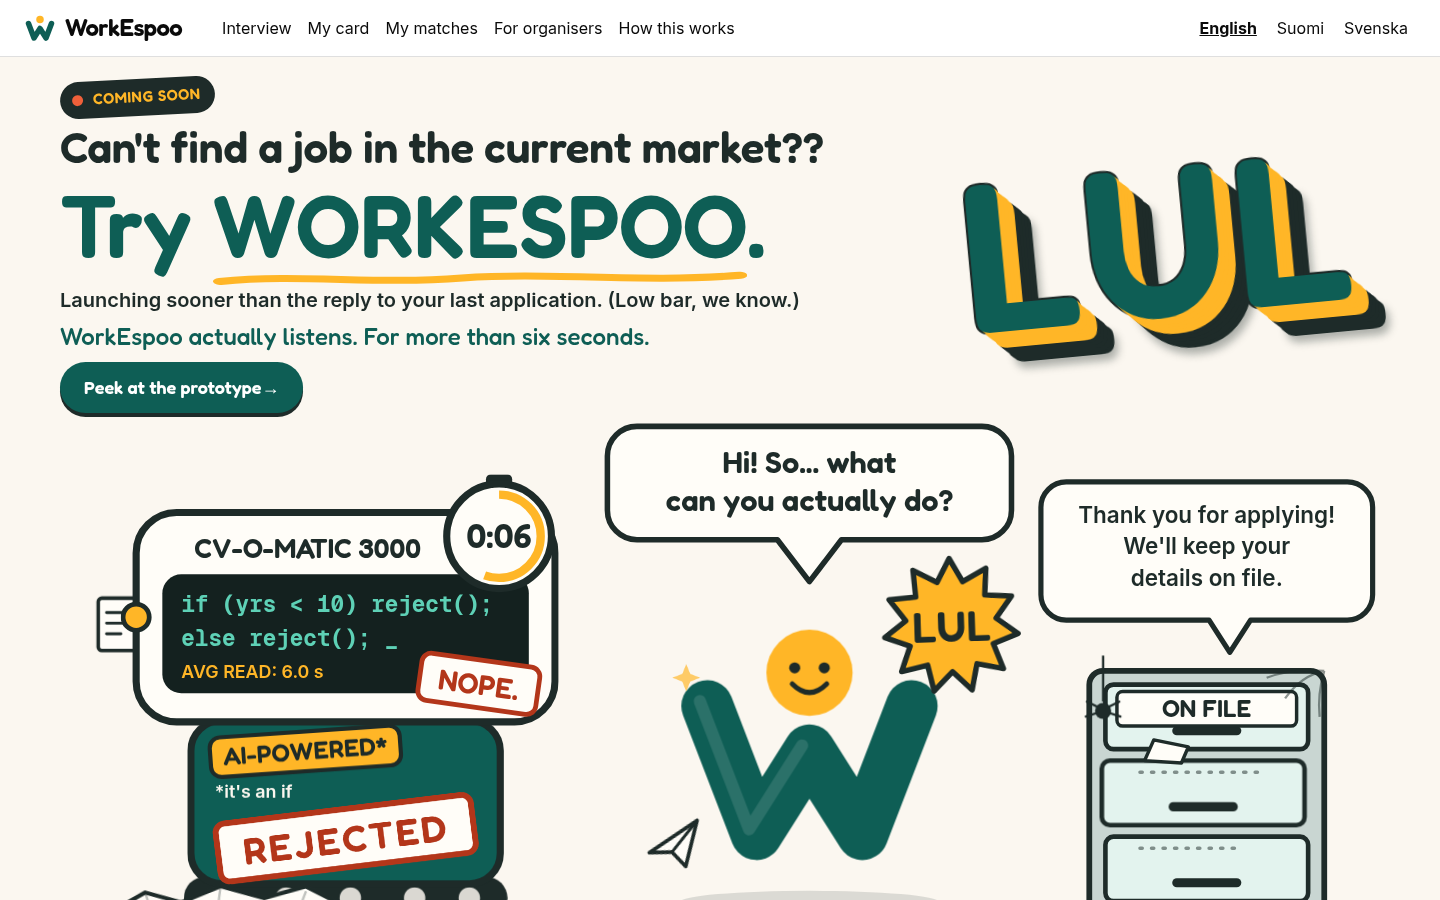 WorkEspoo
Interview
My card
My matches
For organisers
How this works
English
Suomi
Svenska
COMING SOON
Can't find a job in the current market??
Try WORKESPOO.
Launching sooner than the reply to your last application. (Low bar, we know.)
WorkEspoo actually listens. For more than six seconds.
Peek at the prototype→
LUL
Hi! So... what
can you actually do?
Thank you for applying!
We'll keep your
details on file.
CV-O-MATIC 3000
0:06
if (yrs < 10) reject();
else reject(); _
AVG READ: 6.0 s
NOPE.
LUL
ON FILE
AI-POWERED*
*it's an if
REJECTED